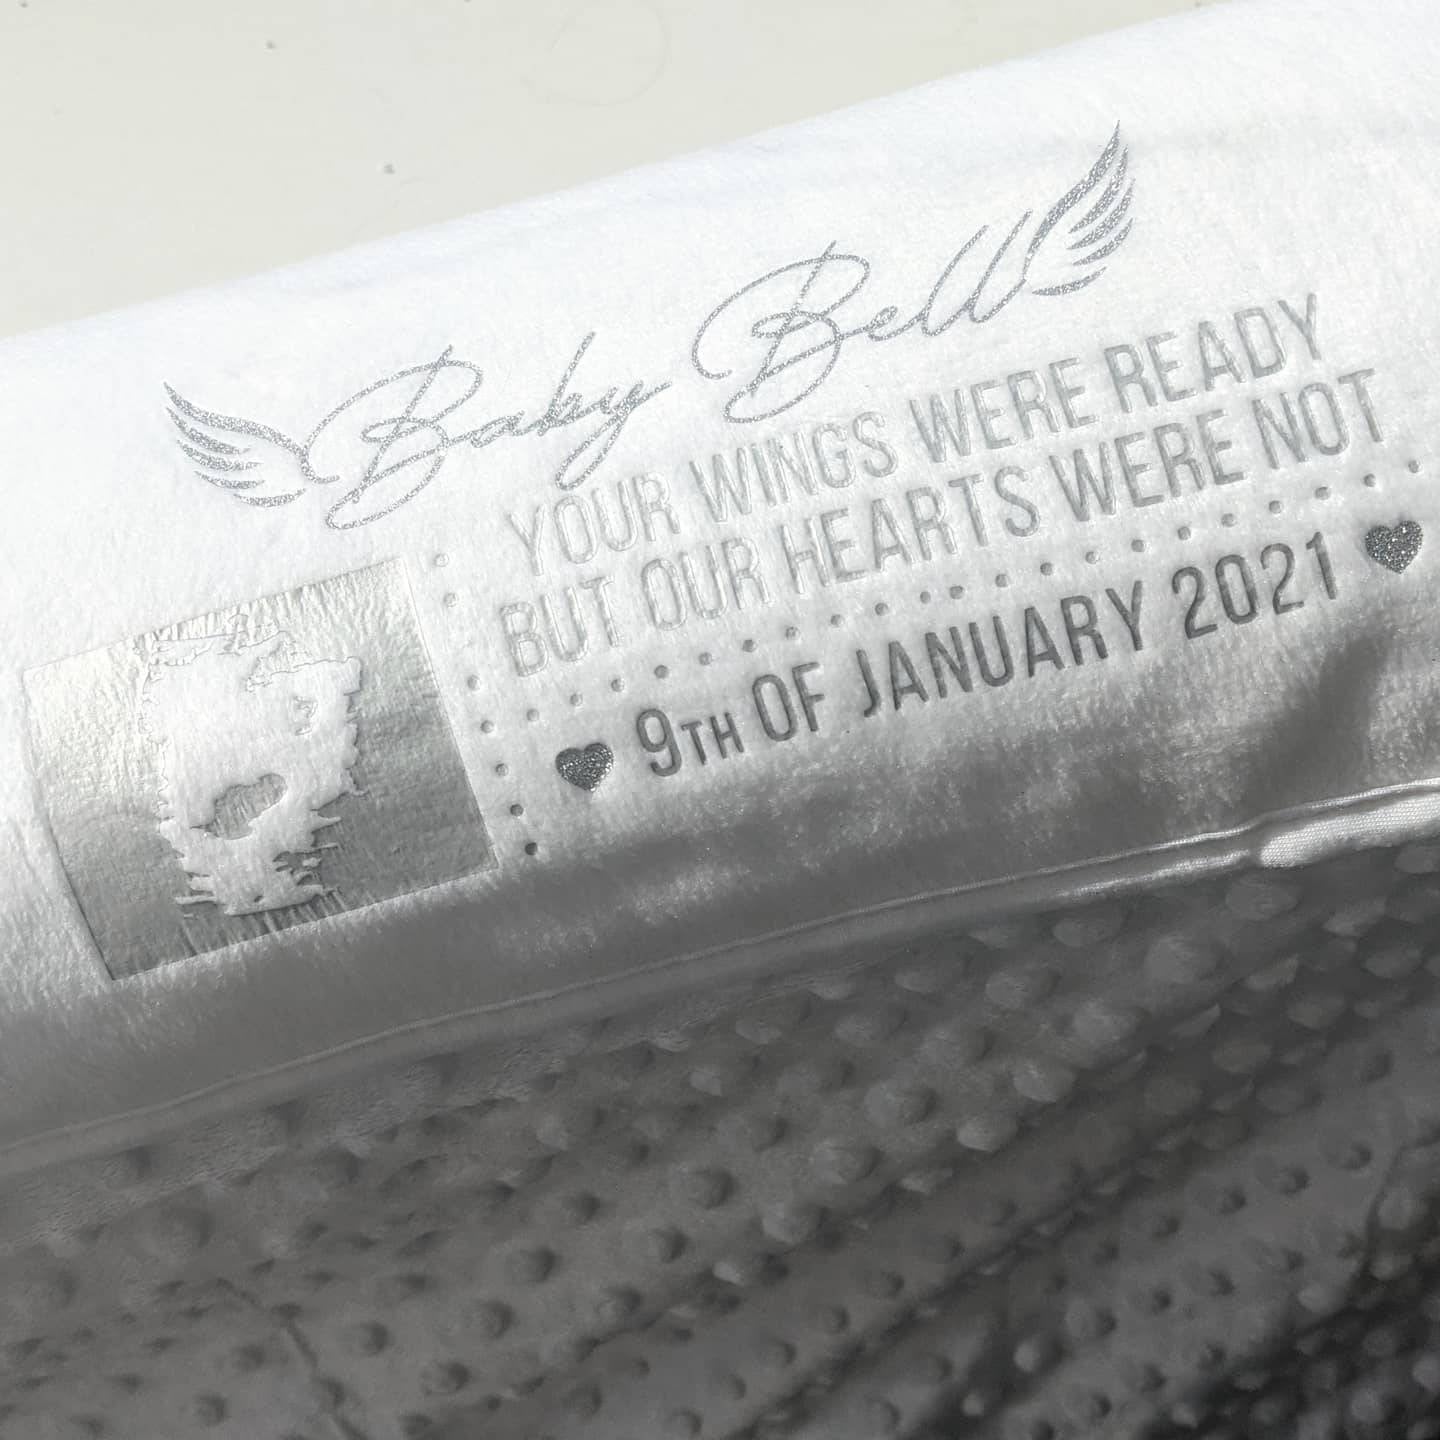 Baby Bell
YOUR WINGS WERE READY
BUT OUR HEARTS WERE NOT
9TH OF JANUARY 2021